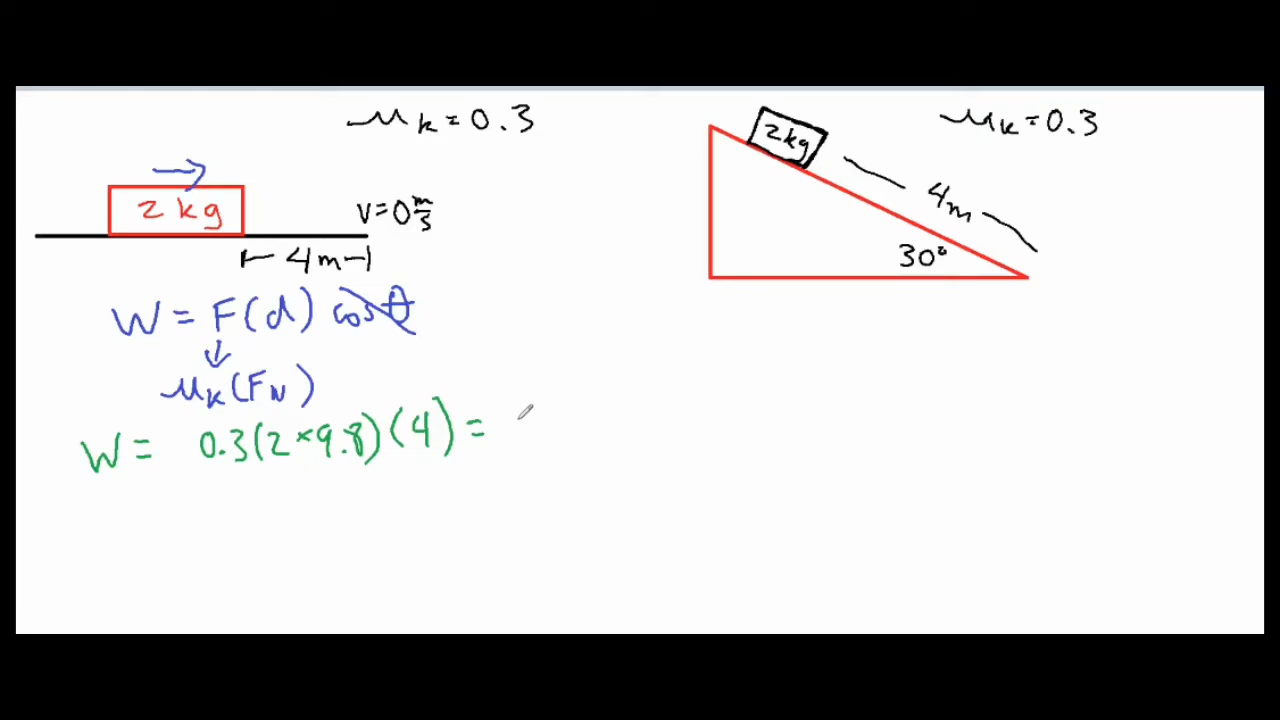 μk = 0.3
2 kg
v = 0 m/s
4 m
W = F(d) cos θ
μk(FN)
W = 0.3(2×9.8)(4) =
μk = 0.3
2kg
4m
30°